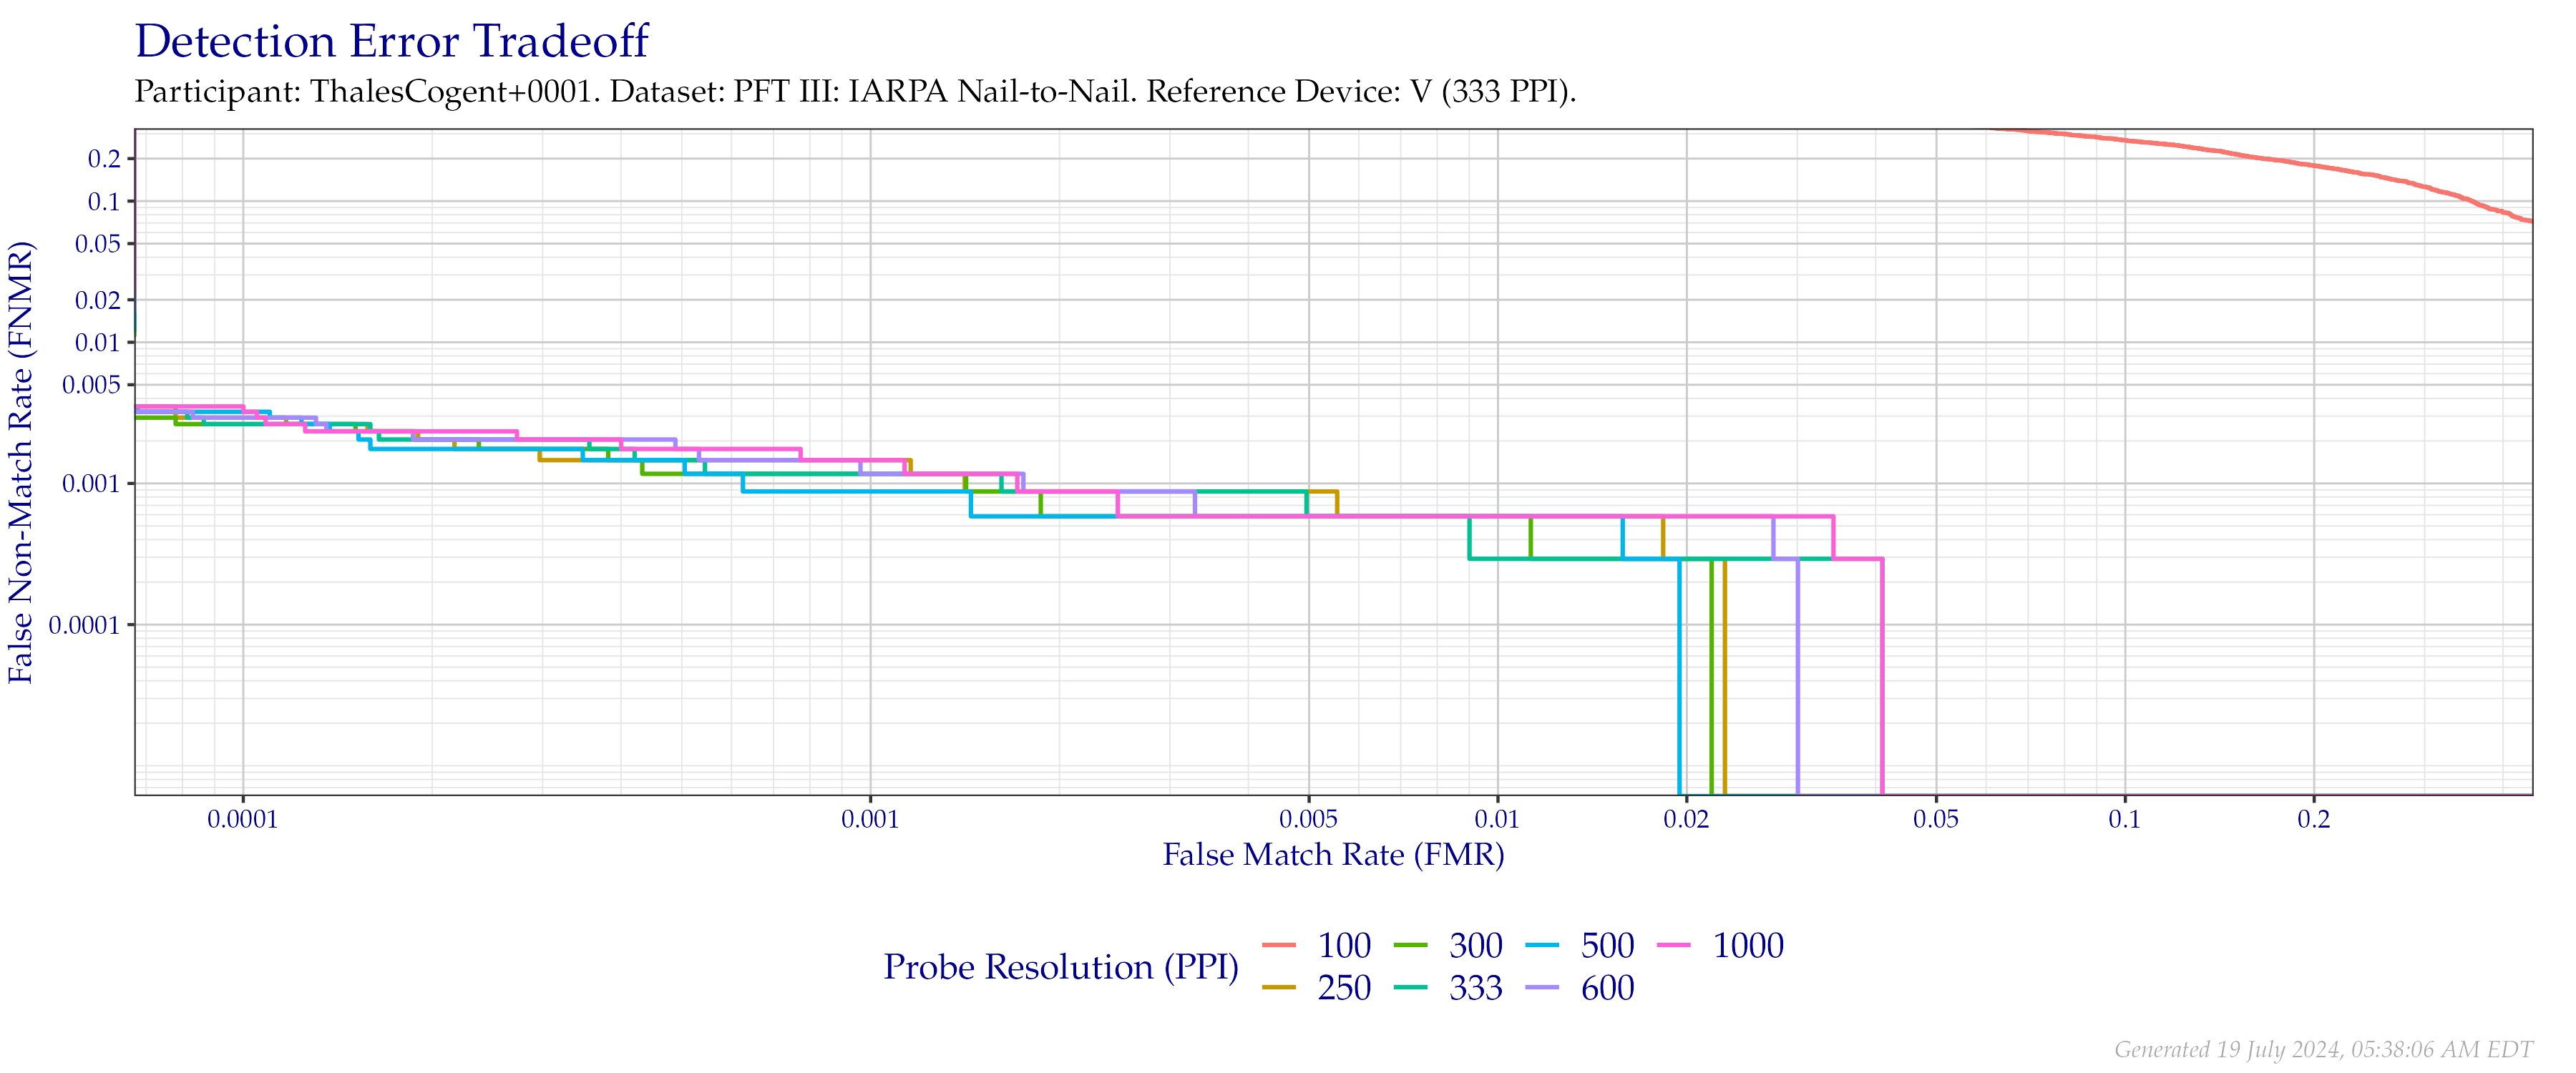 Detection Error Tradeoff
Participant: ThalesCogent+0001. Dataset: PFT III: IARPA Nail-to-Nail. Reference Device: V (333 PPI).
False Non-Match Rate (FNMR)
0.2
0.1
0.05
0.02
0.01
0.005
0.001
0.0001
0.0001 0.001 0.005 0.01 0.02 0.05 0.1 0.2
False Match Rate (FMR)
Probe Resolution (PPI)
100 300 500 1000
250 333 600
Generated 19 July 2024, 05:38:06 AM EDT